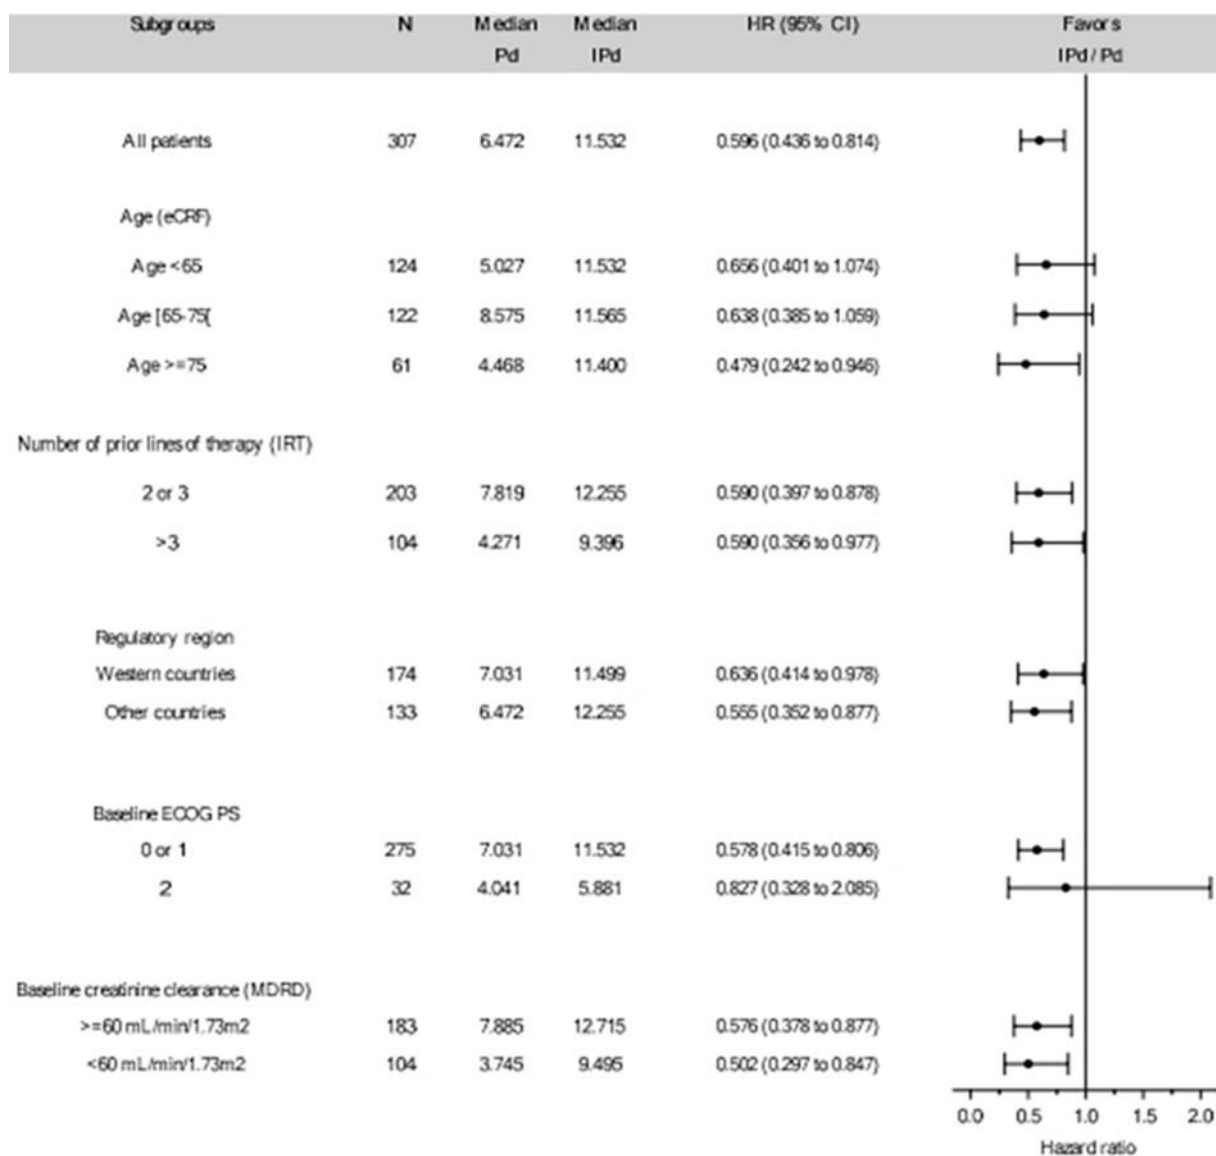 Subgroups N Median Median HR (95% CI) Favors
Pd IPd IPd / Pd
All patients 307 6.472 11.532 0.596 (0.436 to 0.814)
Age (eCRF)
Age <65 124 5.027 11.532 0.656 (0.401 to 1.074)
Age [65-75[ 122 8.575 11.565 0.638 (0.385 to 1.059)
Age >=75 61 4.468 11.400 0.479 (0.242 to 0.946)
Number of prior lines of therapy (IRT)
2 or 3 203 7.819 12.255 0.590 (0.397 to 0.878)
>3 104 4.271 9.396 0.590 (0.356 to 0.977)
Regulatory region
Western countries 174 7.031 11.499 0.636 (0.414 to 0.978)
Other countries 133 6.472 12.255 0.555 (0.352 to 0.877)
Baseline ECOG PS
0 or 1 275 7.031 11.532 0.578 (0.415 to 0.806)
2 32 4.041 5.881 0.827 (0.328 to 2.085)
Baseline creatinine clearance (MDRD)
>=60 mL/min/1.73m2 183 7.885 12.715 0.576 (0.378 to 0.877)
<60 mL/min/1.73m2 104 3.745 9.495 0.502 (0.297 to 0.847)
0.0 0.5 1.0 1.5 2.0
Hazard ratio